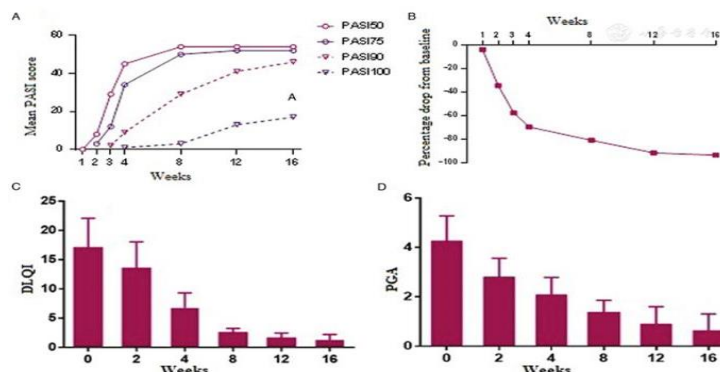 A
PASI50
PASI75
PASI90
PASI100
A
60
40
20
0
Mean PASI score
1 2 3 4 8 12 16
Weeks
B
Weeks
1 2 3 4 8 12 16
0
-20
-40
-60
-80
-100
Percentage drop from baseline
C
25
20
15
10
5
0
DLQI
0 2 4 8 12 16
Weeks
D
6
4
2
0
PGA
0 2 4 8 12 16
Weeks